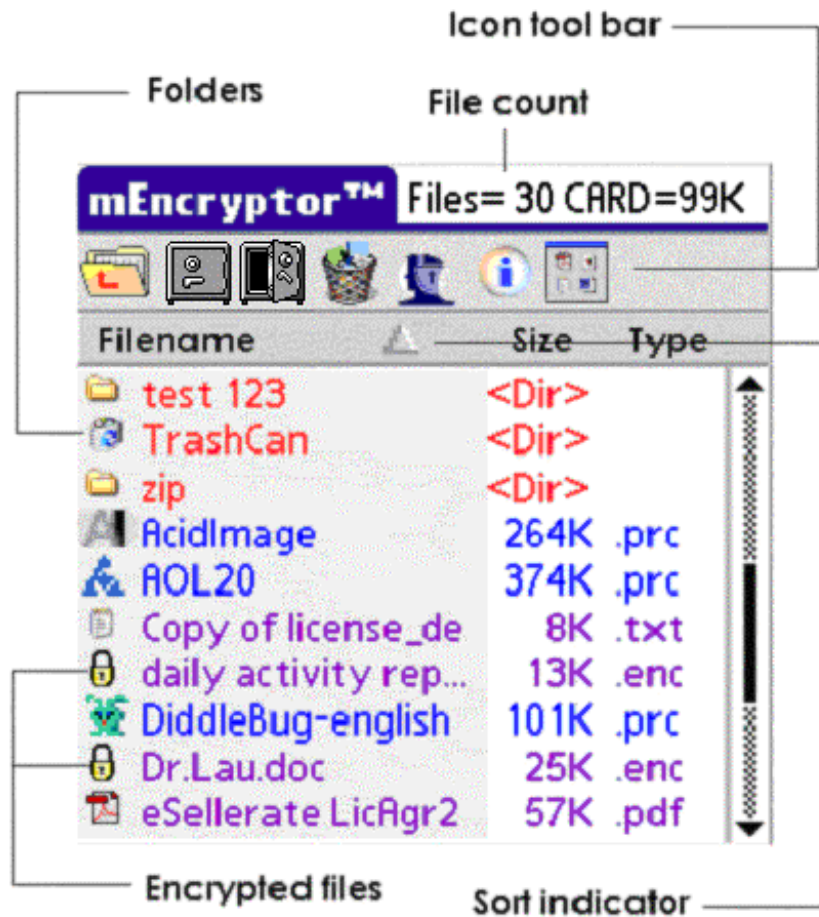 Icon tool bar
Folders
File count
mEncryptor™ Files= 30 CARD=99K
Filename Size Type
test 123 <Dir>
TrashCan <Dir>
zip <Dir>
AcidImage 264K .prc
AOL20 374K .prc
Copy of license_de 8K .txt
daily activity rep... 13K .enc
DiddleBug-english 101K .prc
Dr.Lau.doc 25K .enc
eSellerate LicAgr2 57K .pdf
Encrypted files
Sort indicator